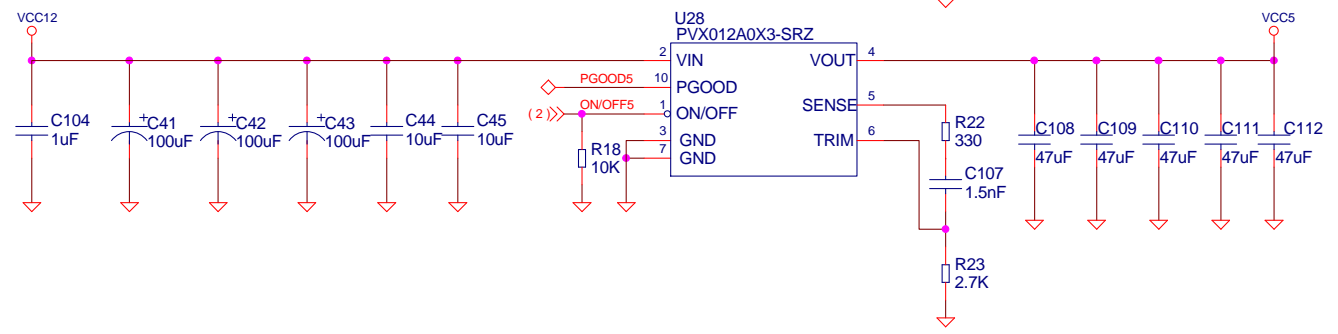 VCC12
U28
PVX012A0X3-SRZ
VCC5
2
VIN
VOUT
4
PGOOD5
10
PGOOD
(2)
ON/OFF5
1
ON/OFF
SENSE
5
3
GND
TRIM
6
7
GND
C104
1uF
+
C41
100uF
+
C42
100uF
+
C43
100uF
C44
10uF
C45
10uF
R18
10K
R22
330
C107
1.5nF
R23
2.7K
C108
47uF
C109
47uF
C110
47uF
C111
47uF
C112
47uF